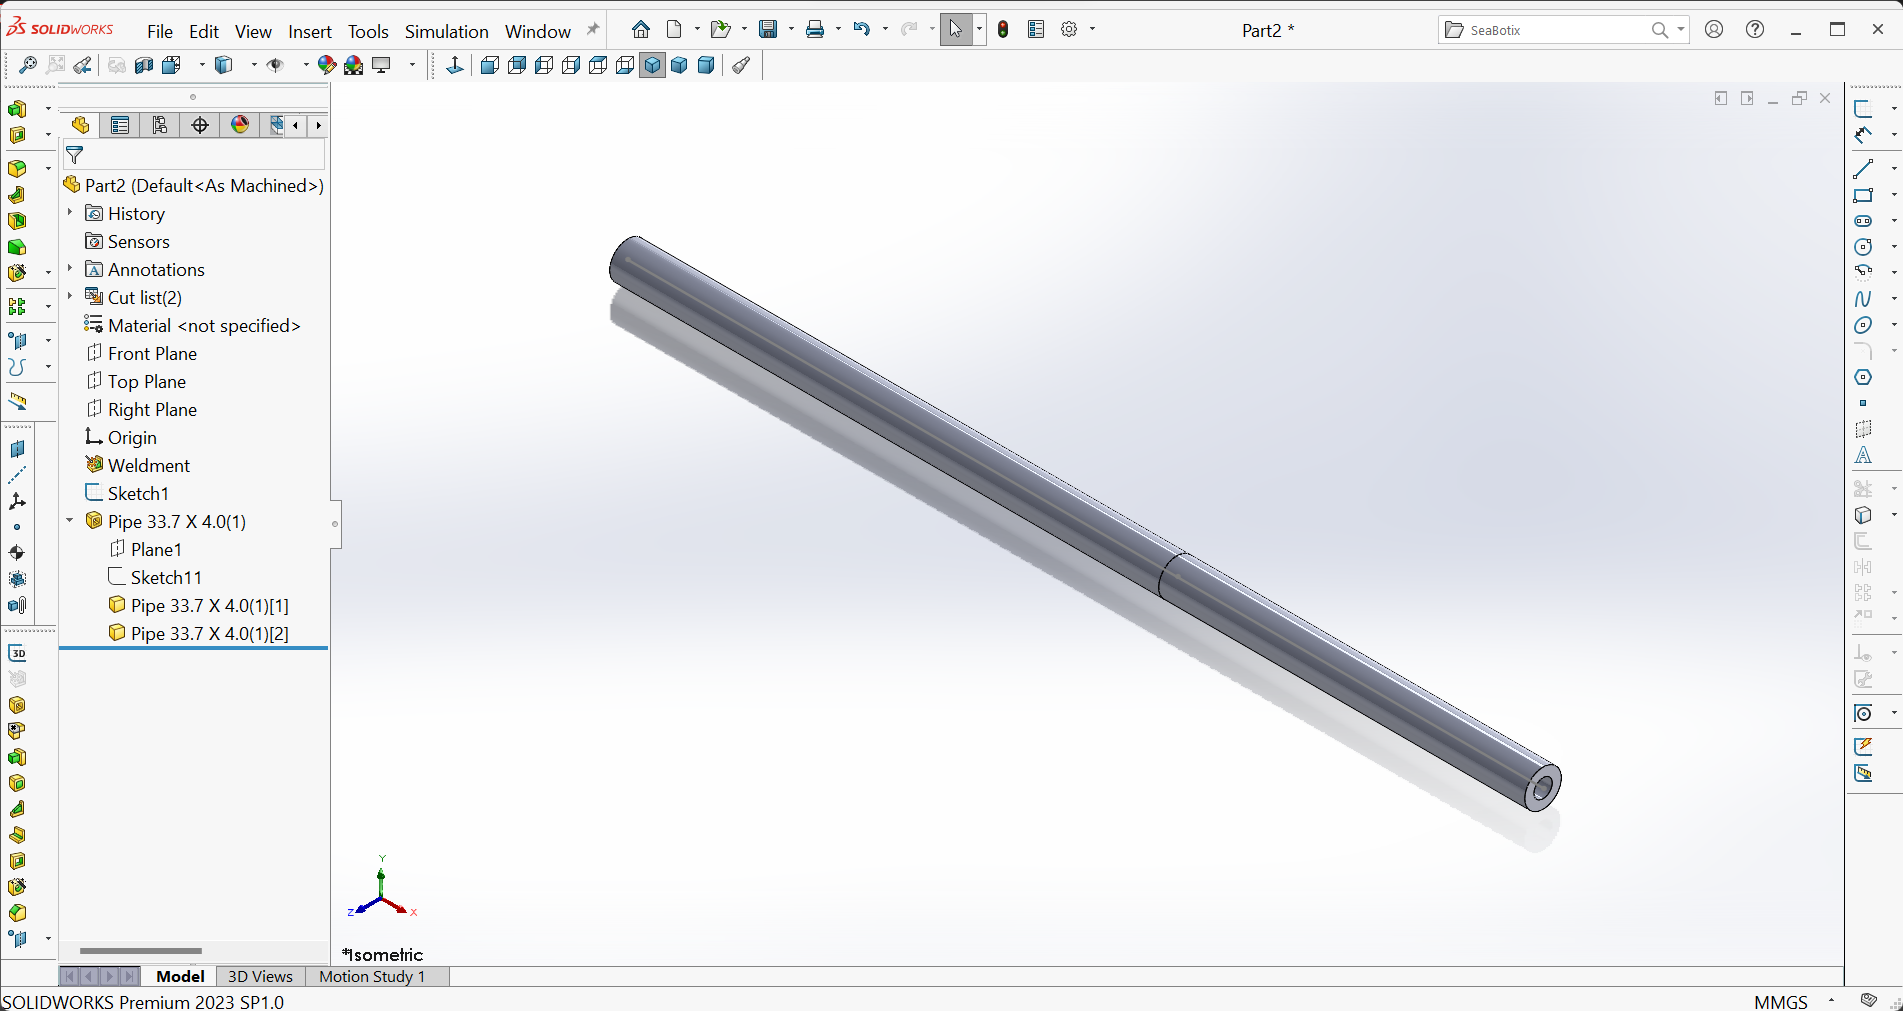 SOLIDWORKS File Edit View Insert Tools Simulation Window Part2 * SeaBotix
Part2 (Default<As Machined>)
History
Sensors
Annotations
Cut list(2)
Material <not specified>
Front Plane
Top Plane
Right Plane
Origin
Weldment
Sketch1
Pipe 33.7 X 4.0(1)
Plane1
Sketch11
Pipe 33.7 X 4.0(1)[1]
Pipe 33.7 X 4.0(1)[2]
3D
Y
Z X
*Isometric
Model 3D Views Motion Study 1
SOLIDWORKS Premium 2023 SP1.0 MMGS